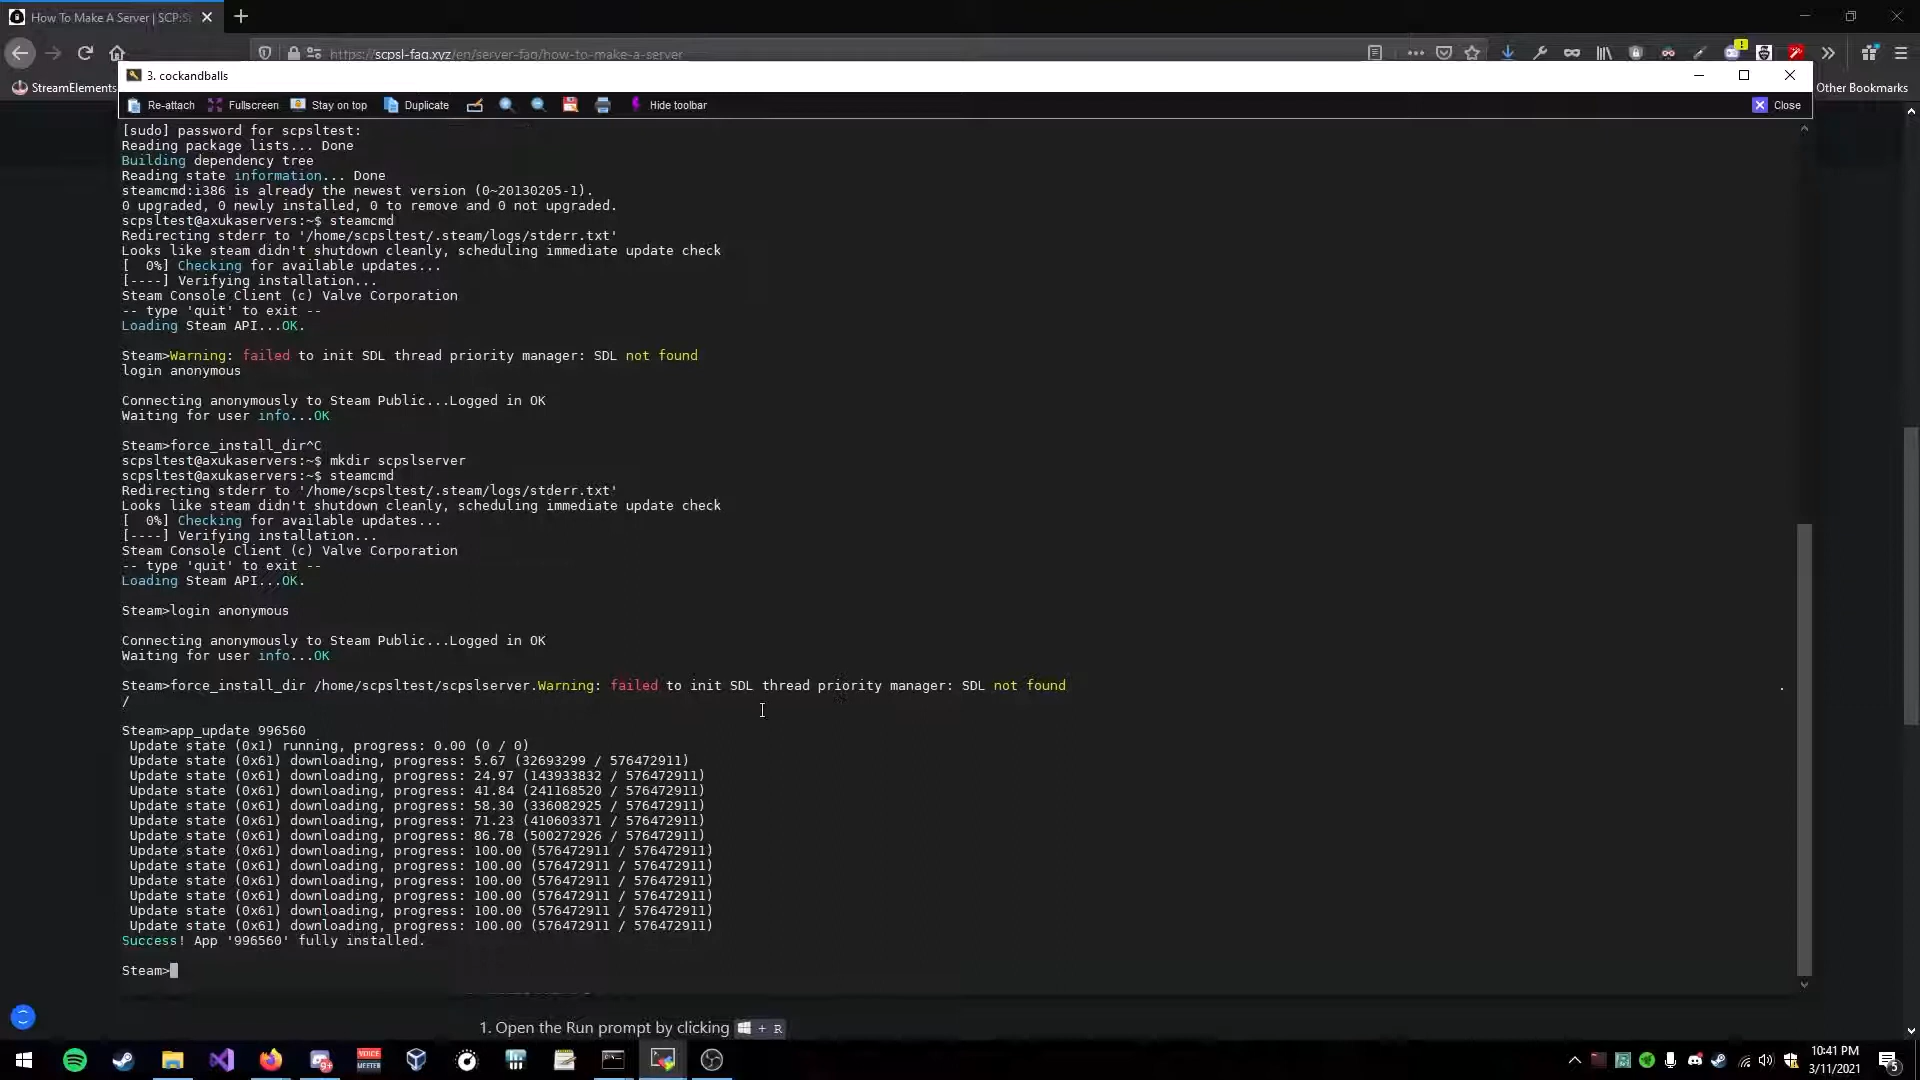 How To Make A Server | SCP:S
https://scpsl-faq.xyz/en/server-faq/how-to-make-a-server
StreamElements
Other Bookmarks
3. cockandballs
Re-attach Fullscreen Stay on top Duplicate Hide toolbar Close
[sudo] password for scpsltest:
Reading package lists... Done
Building dependency tree
Reading state information... Done
steamcmd:i386 is already the newest version (0~20130205-1).
0 upgraded, 0 newly installed, 0 to remove and 0 not upgraded.
scpsltest@axukaservers:~$ steamcmd
Redirecting stderr to '/home/scpsltest/.steam/logs/stderr.txt'
Looks like steam didn't shutdown cleanly, scheduling immediate update check
[  0%] Checking for available updates...
[----] Verifying installation...
Steam Console Client (c) Valve Corporation
-- type 'quit' to exit --
Loading Steam API...OK.
Steam>Warning: failed to init SDL thread priority manager: SDL not found
login anonymous
Connecting anonymously to Steam Public...Logged in OK
Waiting for user info...OK
Steam>force_install_dir^C
scpsltest@axukaservers:~$ mkdir scpslserver
scpsltest@axukaservers:~$ steamcmd
Redirecting stderr to '/home/scpsltest/.steam/logs/stderr.txt'
Looks like steam didn't shutdown cleanly, scheduling immediate update check
[  0%] Checking for available updates...
[----] Verifying installation...
Steam Console Client (c) Valve Corporation
-- type 'quit' to exit --
Loading Steam API...OK.
Steam>login anonymous
Connecting anonymously to Steam Public...Logged in OK
Waiting for user info...OK
Steam>force_install_dir /home/scpsltest/scpslserver.Warning: failed to init SDL thread priority manager: SDL not found .
/
Steam>app_update 996560
Update state (0x1) running, progress: 0.00 (0 / 0)
Update state (0x61) downloading, progress: 5.67 (32693299 / 576472911)
Update state (0x61) downloading, progress: 24.97 (143933832 / 576472911)
Update state (0x61) downloading, progress: 41.84 (241168520 / 576472911)
Update state (0x61) downloading, progress: 58.30 (336082925 / 576472911)
Update state (0x61) downloading, progress: 71.23 (410603371 / 576472911)
Update state (0x61) downloading, progress: 86.78 (500272926 / 576472911)
Update state (0x61) downloading, progress: 100.00 (576472911 / 576472911)
Update state (0x61) downloading, progress: 100.00 (576472911 / 576472911)
Update state (0x61) downloading, progress: 100.00 (576472911 / 576472911)
Update state (0x61) downloading, progress: 100.00 (576472911 / 576472911)
Update state (0x61) downloading, progress: 100.00 (576472911 / 576472911)
Update state (0x61) downloading, progress: 100.00 (576472911 / 576472911)
Success! App '996560' fully installed.
Steam>
1. Open the Run prompt by clicking + R
VOICE MEETER
9+
10:41 PM
3/11/2021
5